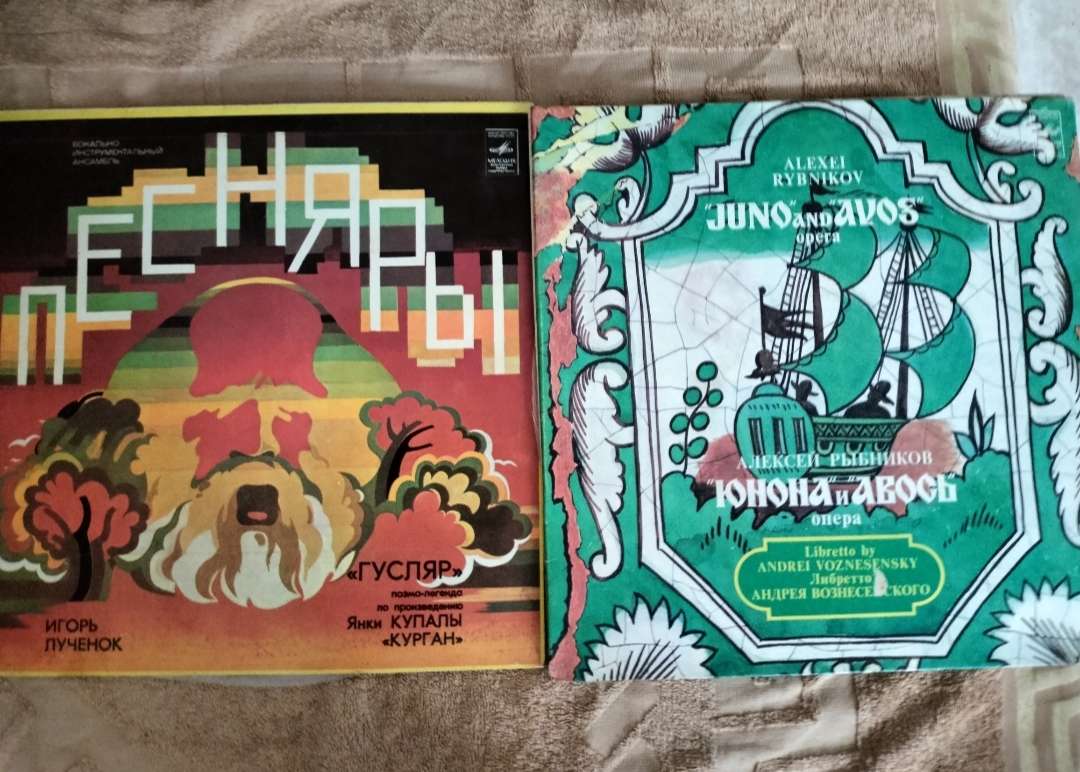 ВОКАЛЬНО
ИНСТРУМЕНТАЛЬНЫЙ
АНСАМБЛЬ
МЕЛОДИЯ
ПЕСНЯРЫ
«ГУСЛЯР»
поэма-легенда
по произведению
Янки КУПАЛЫ
«КУРГАН»
ИГОРЬ
ЛУЧЕНОК
ALEXEI
RYBNIKOV
"JUNO" AND "AVOS"
opera
АЛЕКСЕЙ РЫБНИКОВ
"ЮНОНА" и "АВОСЬ"
опера
Libretto by
ANDREI VOZNESENSKY
Либретто
АНДРЕЯ ВОЗНЕСЕНСКОГО